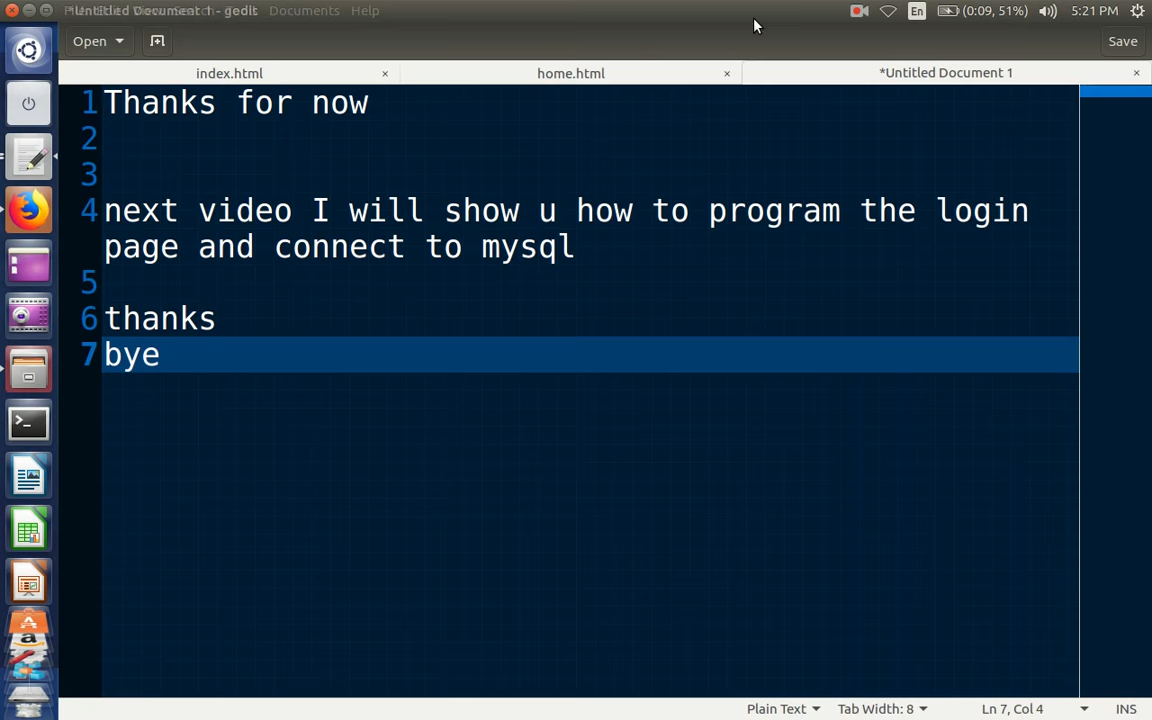 *Untitled Document 1 - gedit
Documents Help
En (0:09, 51%) 5:21 PM
Open Save
index.html × home.html × *Untitled Document 1 ×
1 Thanks for now
2
3
4 next video I will show u how to program the login
page and connect to mysql
5
6 thanks
7 bye
Plain Text Tab Width: 8 Ln 7, Col 4 INS